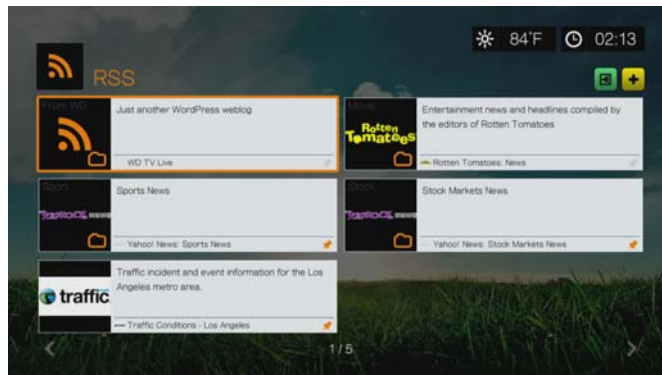 84°F
02:13
RSS
From WD
Just another WordPress weblog
WD TV Live
Movie
Rotten
Tomatoes
Entertainment news and headlines compiled by
the editors of Rotten Tomatoes
Rotten Tomatoes: News
Sport
Sports News
Yahoo! News: Sports News
Stock
Stock Markets News
Yahoo! News: Stock Markets News
traffic.
Traffic incident and event information for the Los
Angeles metro area.
Traffic Conditions - Los Angeles
1/5